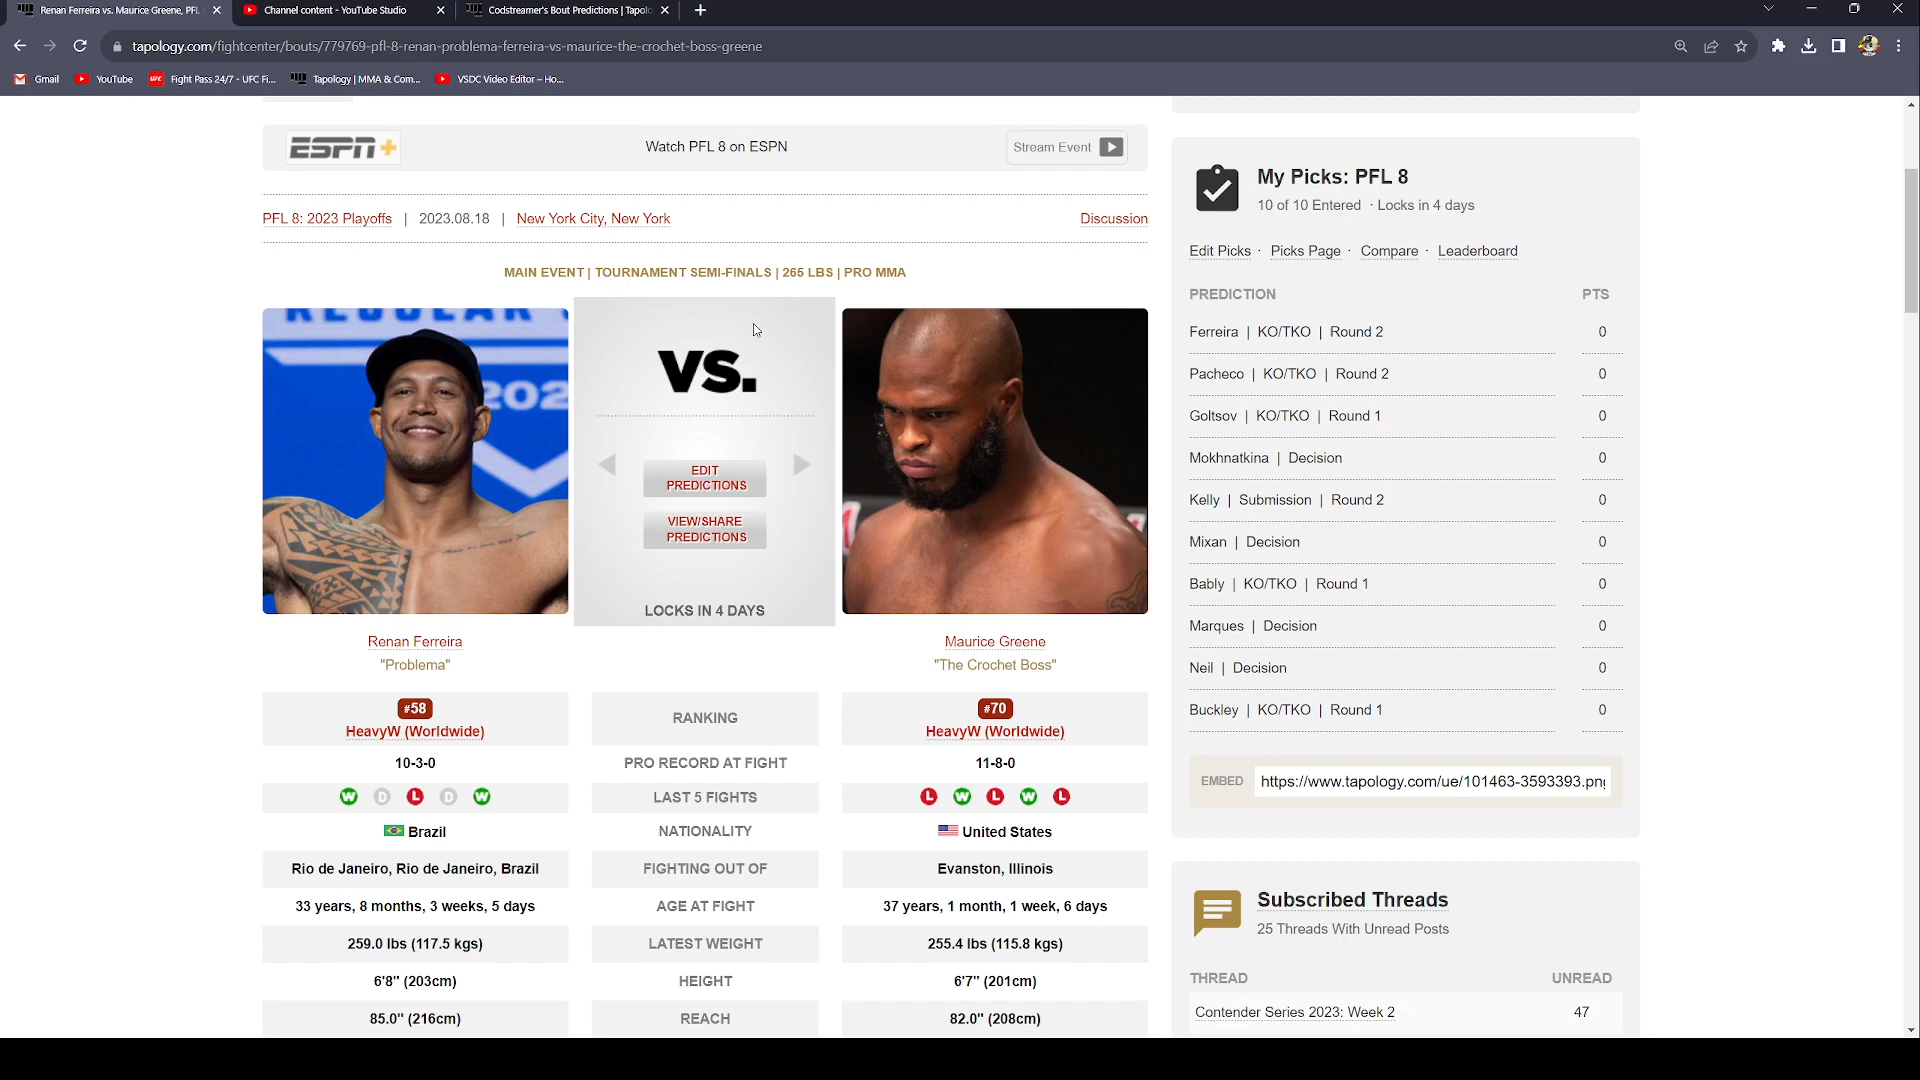 Renan Ferreira vs. Maurice Greene, PFL
Channel content - YouTube Studio
Codstreamer's Bout Predictions | Tapolo
tapology.com/fightcenter/bouts/779769-pfl-8-renan-problema-ferreira-vs-maurice-the-crochet-boss-greene
Gmail
YouTube
UFC
Fight Pass 24/7 - UFC Fi...
Tapology | MMA & Com...
VSDC Video Editor – Ho...
ESPN+
Watch PFL 8 on ESPN
Stream Event
PFL 8: 2023 Playoffs | 2023.08.18 | New York City, New York
Discussion
MAIN EVENT | TOURNAMENT SEMI-FINALS | 265 LBS | PRO MMA
REGULAR
202
VS.
EDIT
PREDICTIONS
VIEW/SHARE
PREDICTIONS
LOCKS IN 4 DAYS
Renan Ferreira
"Problema"
Maurice Greene
"The Crochet Boss"
#58
HeavyW (Worldwide)
RANKING
#70
HeavyW (Worldwide)
10-3-0
PRO RECORD AT FIGHT
11-8-0
W D L D W
LAST 5 FIGHTS
L W L W L
Brazil
NATIONALITY
United States
Rio de Janeiro, Rio de Janeiro, Brazil
FIGHTING OUT OF
Evanston, Illinois
33 years, 8 months, 3 weeks, 5 days
AGE AT FIGHT
37 years, 1 month, 1 week, 6 days
259.0 lbs (117.5 kgs)
LATEST WEIGHT
255.4 lbs (115.8 kgs)
6'8" (203cm)
HEIGHT
6'7" (201cm)
85.0" (216cm)
REACH
82.0" (208cm)
My Picks: PFL 8
10 of 10 Entered · Locks in 4 days
Edit Picks · Picks Page · Compare · Leaderboard
PREDICTION PTS
Ferreira | KO/TKO | Round 2 0
Pacheco | KO/TKO | Round 2 0
Goltsov | KO/TKO | Round 1 0
Mokhnatkina | Decision 0
Kelly | Submission | Round 2 0
Mixan | Decision 0
Bably | KO/TKO | Round 1 0
Marques | Decision 0
Neil | Decision 0
Buckley | KO/TKO | Round 1 0
EMBED https://www.tapology.com/ue/101463-3593393.png
Subscribed Threads
25 Threads With Unread Posts
THREAD UNREAD
Contender Series 2023: Week 2 47